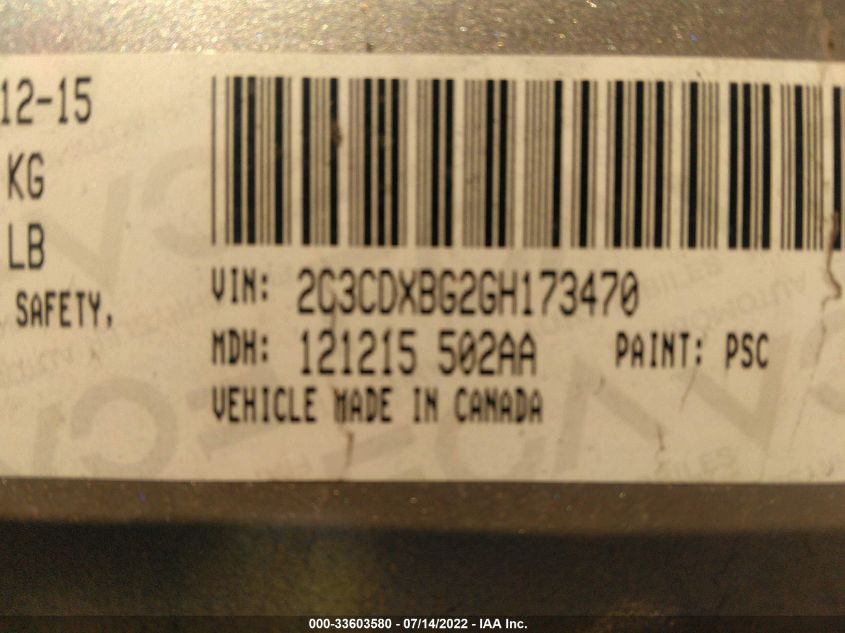 12-15
KG
LB
SAFETY,
VIN: 2C3CDXBG2GH173470
MDH: 121215 502AA PAINT: PSC
VEHICLE MADE IN CANADA
000-33603580 - 07/14/2022 - IAA Inc.